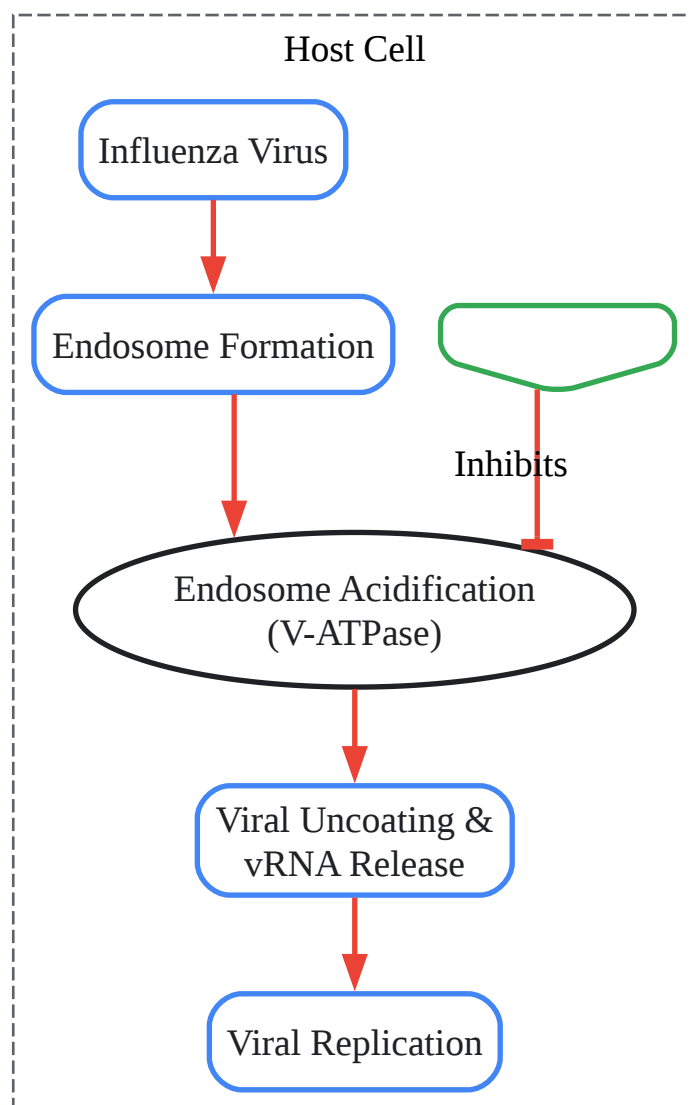 Host Cell
Influenza Virus
Endosome Formation
Inhibits
Endosome Acidification
(V-ATPase)
Viral Uncoating &
vRNA Release
Viral Replication